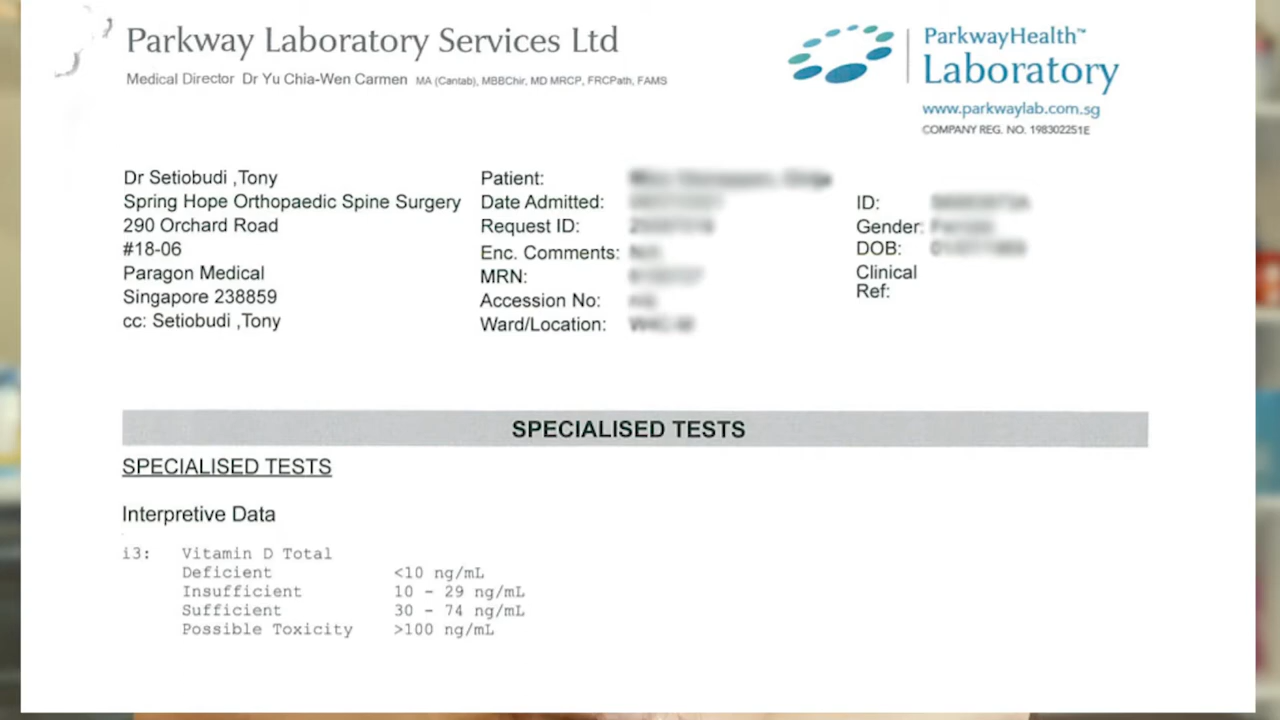 Parkway Laboratory Services Ltd
Medical Director Dr Yu Chia-Wen Carmen MA (Cantab), MBBChir, MD MRCP, FRCPath, FAMS
ParkwayHealth™
Laboratory
www.parkwaylab.com.sg
COMPANY REG. NO. 198302251E
Dr Setiobudi ,Tony
Spring Hope Orthopaedic Spine Surgery
290 Orchard Road
#18-06
Paragon Medical
Singapore 238859
cc: Setiobudi ,Tony
Patient:
Date Admitted:
Request ID:
Enc. Comments:
MRN:
Accession No:
Ward/Location:
ID:
Gender:
DOB:
Clinical
Ref:
SPECIALISED TESTS
SPECIALISED TESTS
Interpretive Data
i3: Vitamin D Total
Deficient <10 ng/mL
Insufficient 10 - 29 ng/mL
Sufficient 30 - 74 ng/mL
Possible Toxicity >100 ng/mL